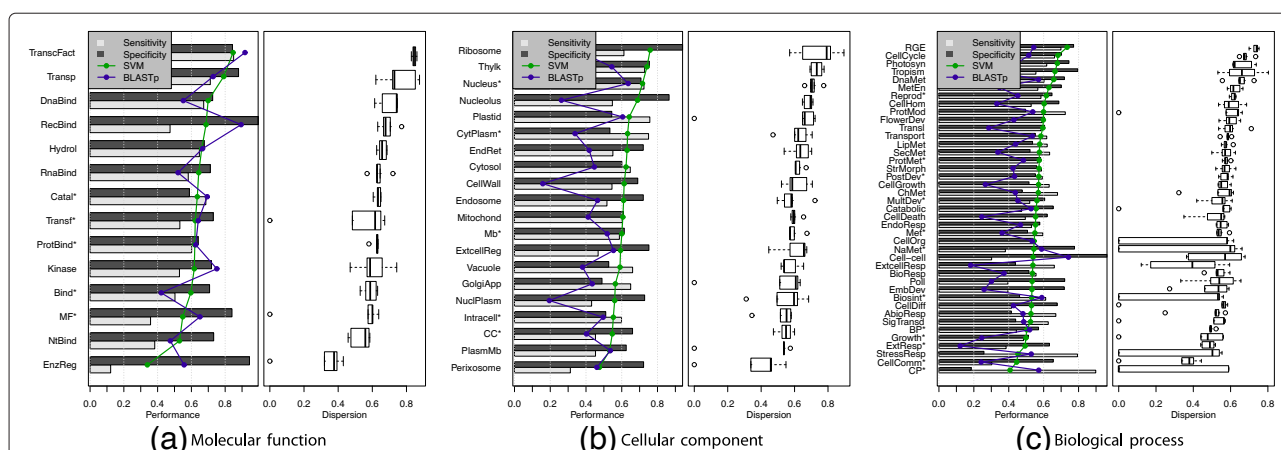 Sensitivity
Specificity
SVM
BLASTp
TranscFact
Transp
DnaBind
RecBind
Hydrol
RnaBind
Catal*
Transf*
ProtBind*
Kinase
Bind*
MF*
NtBind
EnzReg
0.0 0.2 0.4 0.6 0.8
Performance
0.0 0.2 0.4 0.6 0.8
Dispersion
(a) Molecular function
Sensitivity
Specificity
SVM
BLASTp
Ribosome
Thylk
Nucleus*
Nucleolus
Plastid
CytPlasm*
EndRet
Cytosol
CellWall
Endosome
Mitochond
Mb*
ExtcellReg
Vacuole
GolgiApp
NuclPlasm
Intracell*
CC*
PlasmMb
Perixosome
0.0 0.2 0.4 0.6 0.8
Performance
0.0 0.2 0.4 0.6 0.8
Dispersion
(b) Cellular component
Sensitivity
Specificity
SVM
BLASTp
RGE
CellCycle
Photosyn
Tropism
DnaMet
MetEn
Reprod*
CellHom
ProtMod
FlowerDev
Transl
Transport
LipMet
SecMet
ProtMet*
StrMorph
PostDev*
CellGrowth
ChMet
MultDev*
Catabolic
CellDeath
EndoResp
Met*
CellOrg
NaMet*
Cell−cell
ExtcellResp
BioResp
Poll
EmbDev
Biosint*
CellDiff
AbioResp
SigTransd
BP*
Growth*
ExtResp*
StressResp
CellComm*
CP*
0.0 0.2 0.4 0.6 0.8
Performance
0.0 0.2 0.4 0.6 0.8
Dispersion
(c) Biological process